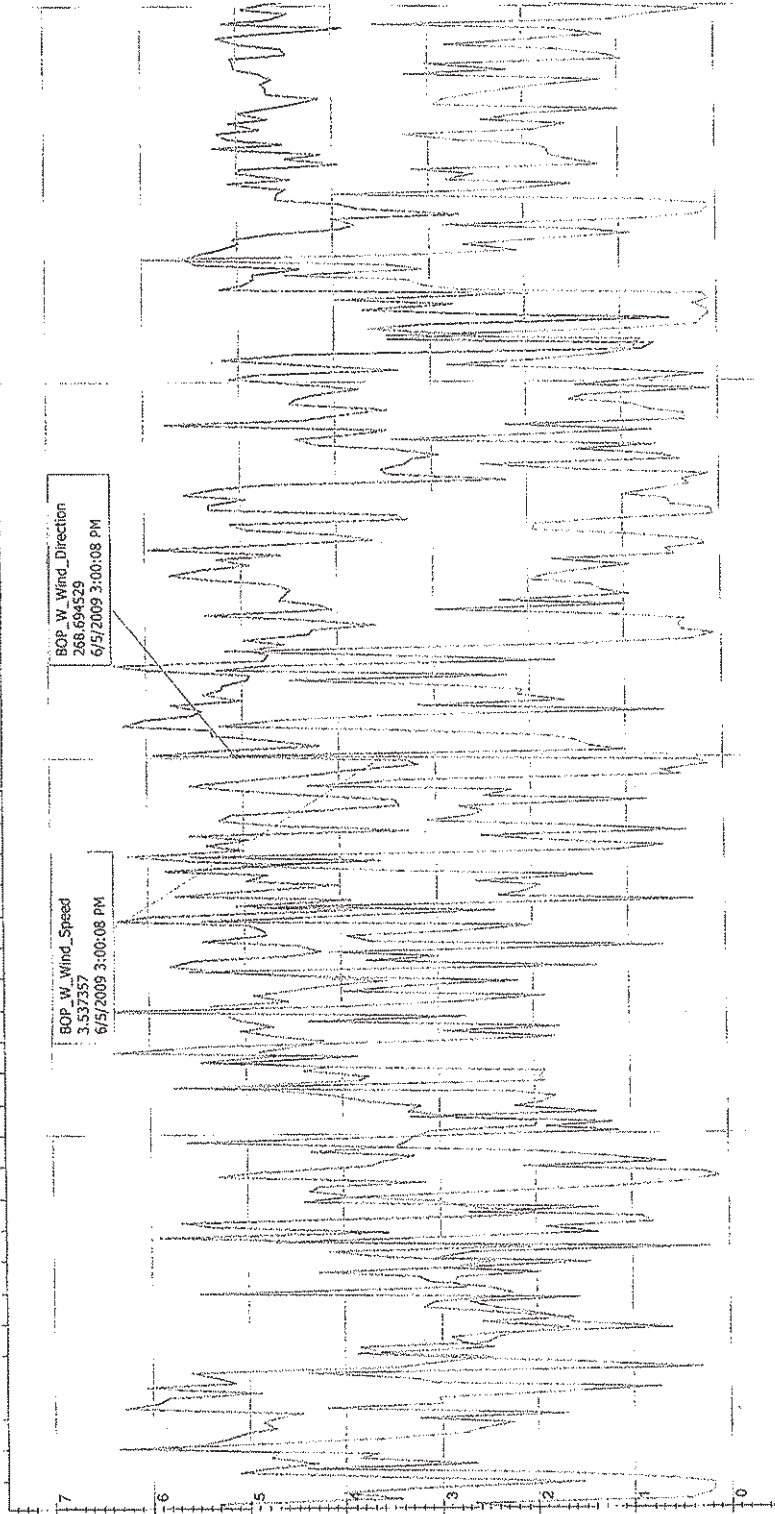 BOP_W_Wind_Speed
3.537357
6/5/2009 3:00:08 PM
BOP_W_Wind_Direction
268.694529
6/5/2009 3:00:08 PM
7
6
5
4
3
2
1
0